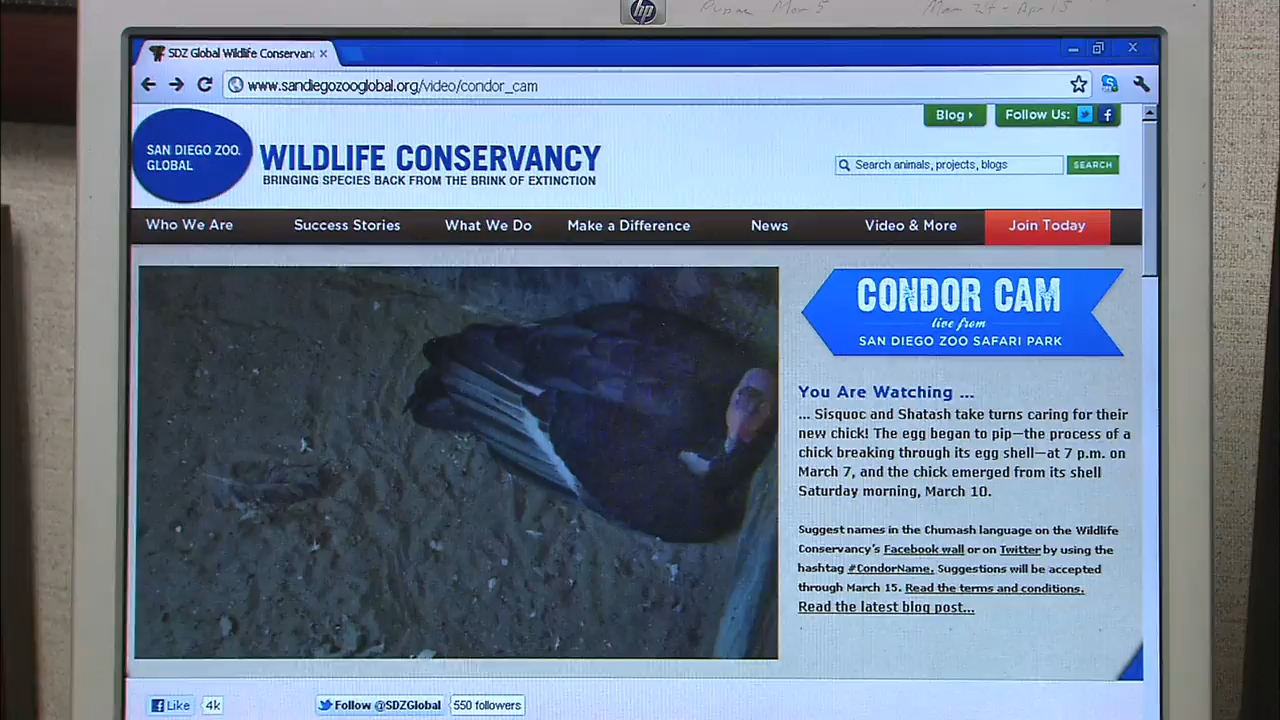 hp
Mar 5
SDZ Global Wildlife Conservan
www.sandiegozooglobal.org/video/condor_cam
Blog
Follow Us:
SAN DIEGO ZOO
GLOBAL
WILDLIFE CONSERVANCY
BRINGING SPECIES BACK FROM THE BRINK OF EXTINCTION
Search animals, projects, blogs
SEARCH
Who We Are
Success Stories
What We Do
Make a Difference
News
Video & More
Join Today
CONDOR CAM
live from
SAN DIEGO ZOO SAFARI PARK
You Are Watching ...
... Sisquoc and Shatash take turns caring for their
new chick! The egg began to pip—the process of a
chick breaking through its egg shell—at 7 p.m. on
March 7, and the chick emerged from its shell
Saturday morning, March 10.
Suggest names in the Chumash language on the Wildlife
Conservancy's Facebook wall or on Twitter by using the
hashtag #CondorName. Suggestions will be accepted
through March 15. Read the terms and conditions.
Read the latest blog post...
Like
4k
Follow @SDZGlobal
550 followers